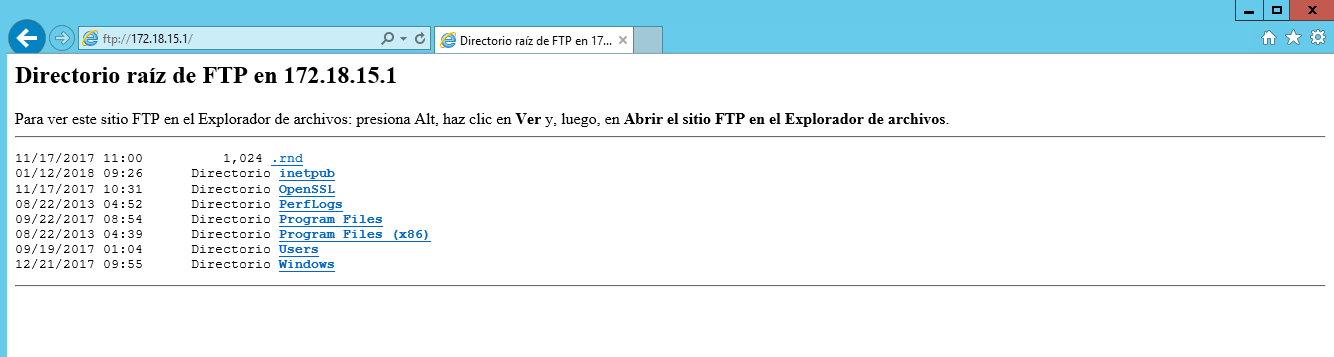 ftp://172.18.15.1/
Directorio raíz de FTP en 17...
Directorio raíz de FTP en 172.18.15.1
Para ver este sitio FTP en el Explorador de archivos: presiona Alt, haz clic en Ver y, luego, en Abrir el sitio FTP en el Explorador de archivos.
11/17/2017 11:00 1,024 .rnd
01/12/2018 09:26 Directorio inetpub
11/17/2017 10:31 Directorio OpenSSL
08/22/2013 04:52 Directorio PerfLogs
09/22/2017 08:54 Directorio Program Files
08/22/2013 04:39 Directorio Program Files (x86)
09/19/2017 01:04 Directorio Users
12/21/2017 09:55 Directorio Windows